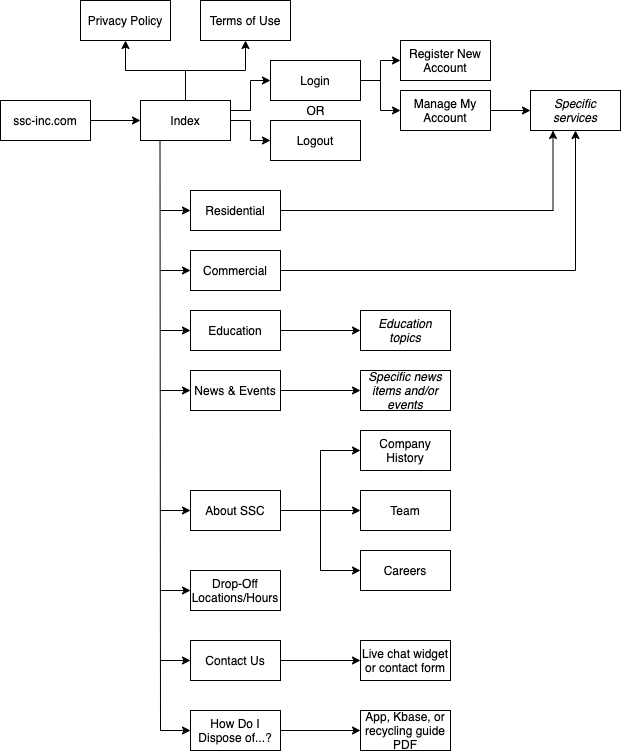 Privacy Policy
Terms of Use
Register New
Account
Login
ssc-inc.com
Index
OR
Manage My
Account
Specific
services
Logout
Residential
Commercial
Education
Education
topics
News & Events
Specific news
items and/or
events
Company
History
About SSC
Team
Careers
Drop-Off
Locations/Hours
Contact Us
Live chat widget
or contact form
How Do I
Dispose of...?
App, Kbase, or
recycling guide
PDF